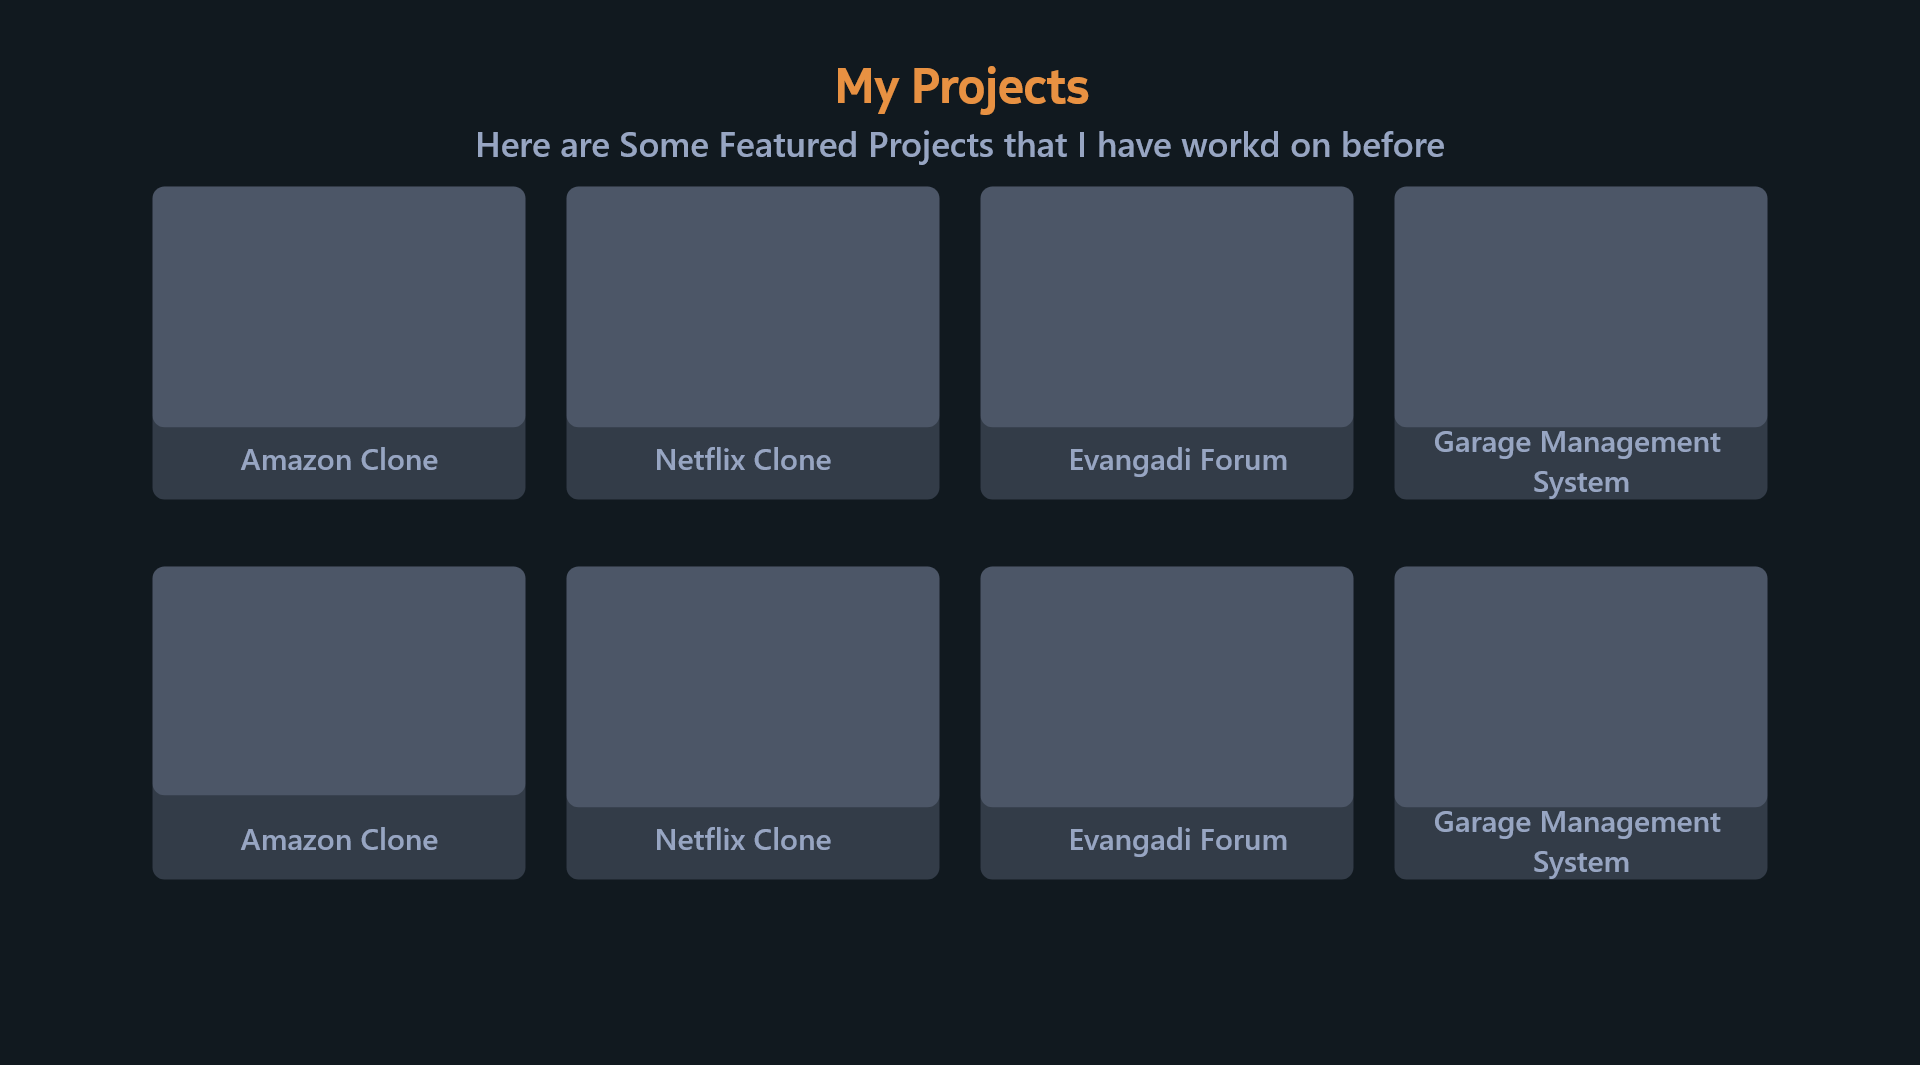 My Projects
Here are Some Featured Projects that I have workd on before
Amazon Clone
Netflix Clone
Evangadi Forum
Garage Management
System
Amazon Clone
Netflix Clone
Evangadi Forum
Garage Management
System